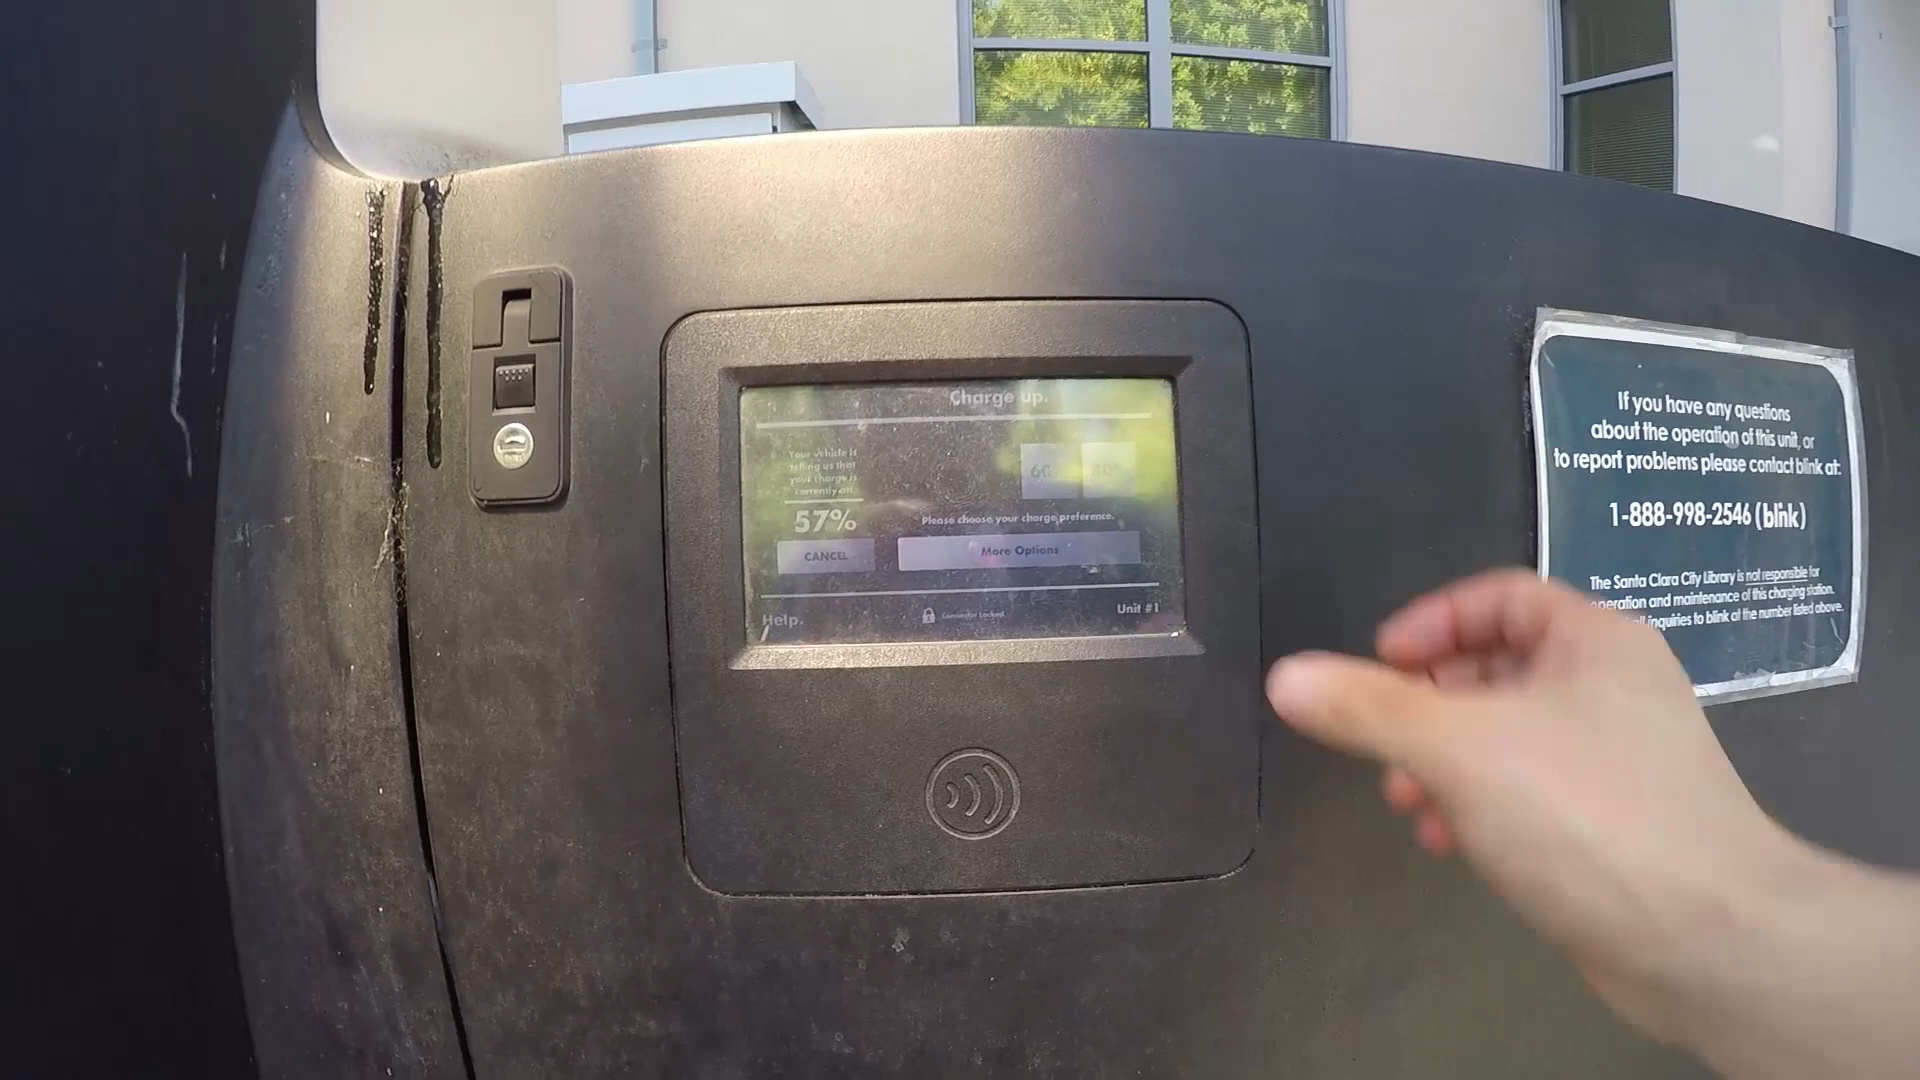 Charge up.
Your vehicle is
telling us that
your charge is
currently at:
57%
60%
80%
Please choose your charge preference.
CANCEL
More Options
Help.
Connector Locked.
Unit #1
If you have any questions
about the operation of this unit, or
to report problems please contact blink at:
1-888-998-2546 (blink)
The Santa Clara City Library is not responsible for
operation and maintenance of this charging station.
all inquiries to blink at the number listed above.